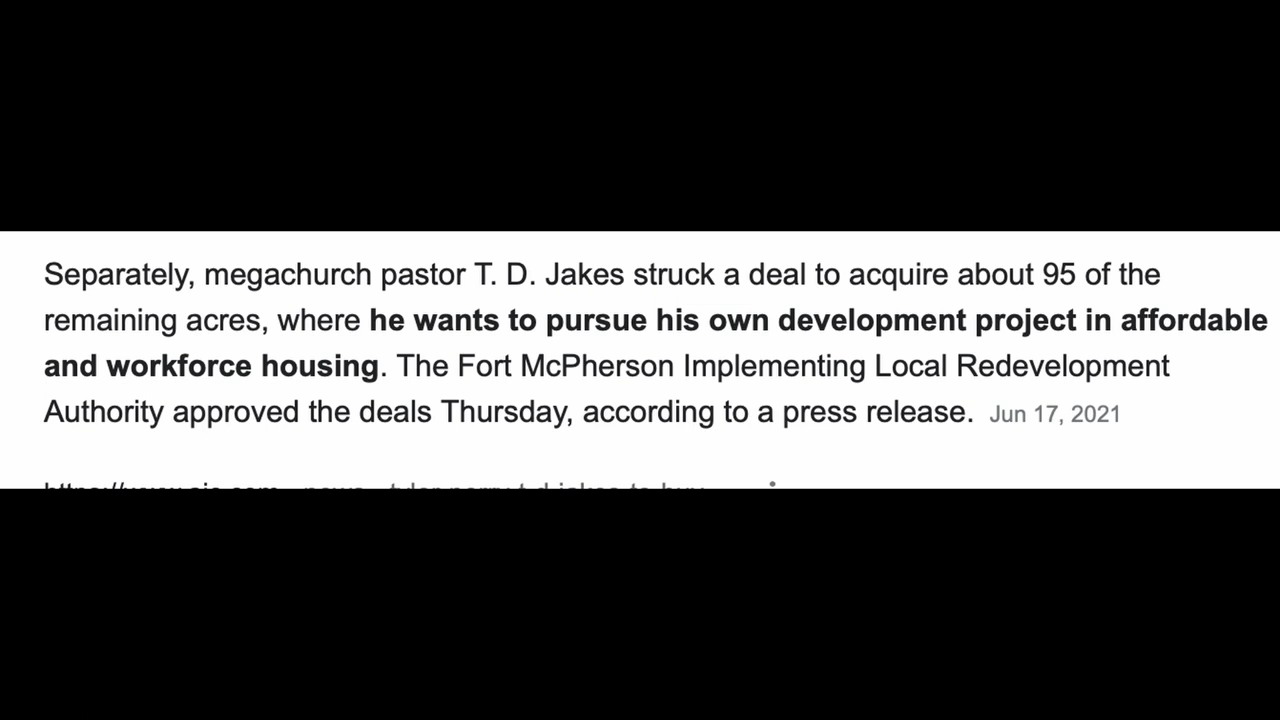 Separately, megachurch pastor T. D. Jakes struck a deal to acquire about 95 of the
remaining acres, where he wants to pursue his own development project in affordable
and workforce housing. The Fort McPherson Implementing Local Redevelopment
Authority approved the deals Thursday, according to a press release. Jun 17, 2021